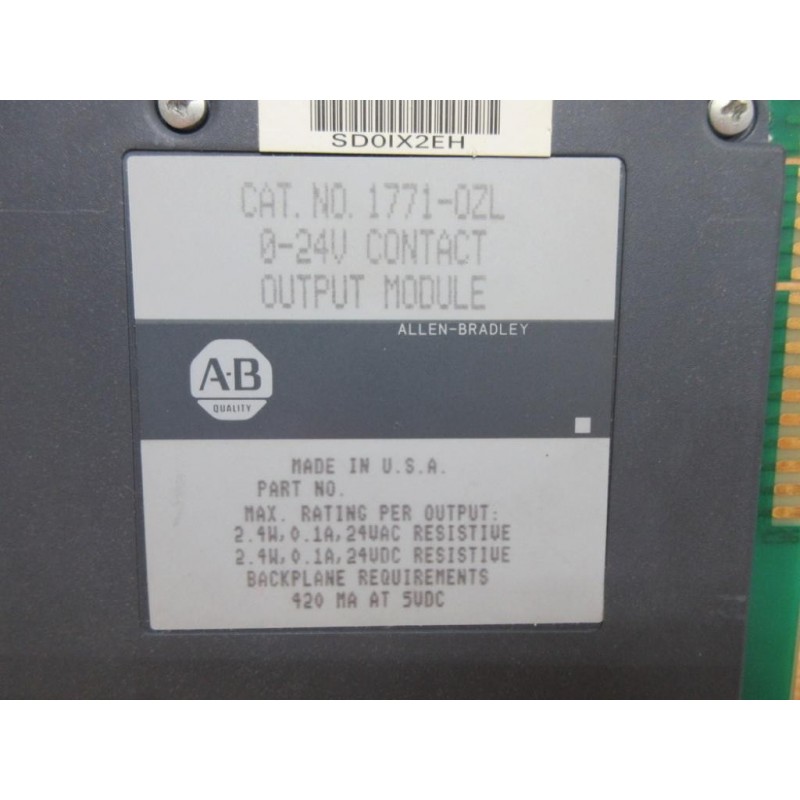 SD0IX2EH
CAT. NO. 1771-OZL
0-24V CONTACT
OUTPUT MODULE
ALLEN-BRADLEY
A-B
QUALITY
MADE IN U.S.A.
PART NO.
MAX. RATING PER OUTPUT:
2.4W, 0.1A, 24VAC RESISTIVE
2.4W, 0.1A, 24VDC RESISTIVE
BACKPLANE REQUIREMENTS
420 MA AT 5VDC